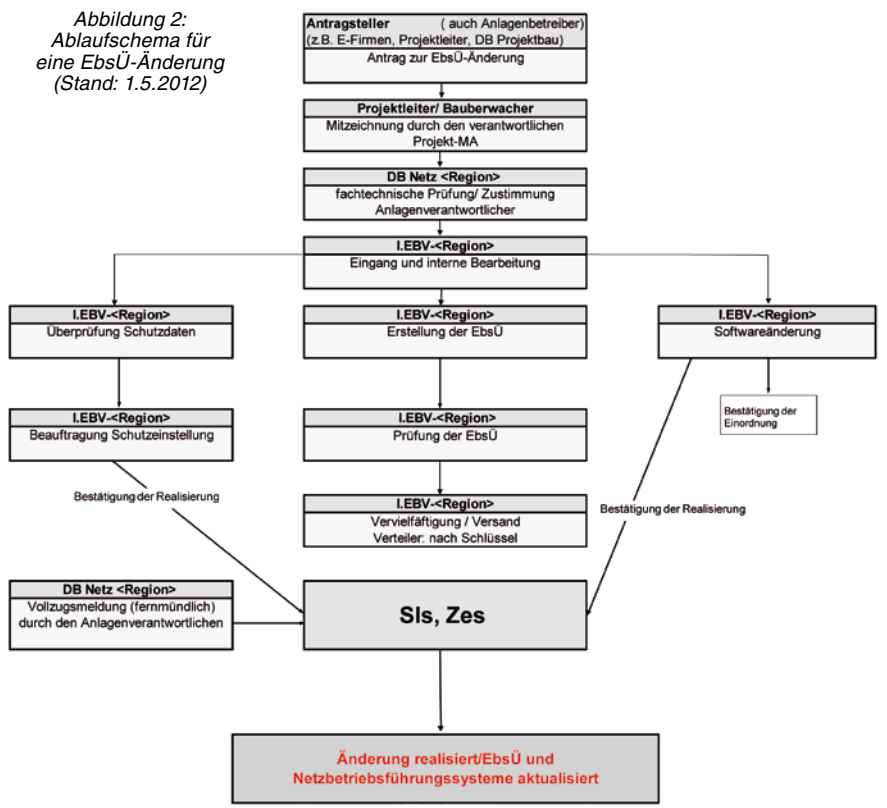 Abbildung 2:
Ablaufschema für
eine EbsÜ-Änderung
(Stand: 1.5.2012)
Antragsteller ( auch Anlagenbetreiber)
(z.B. E-Firmen, Projektleiter, DB Projektbau)
Antrag zur EbsÜ-Änderung
Projektleiter/ Bauberwacher
Mitzeichnung durch den verantwortlichen
Projekt-MA
DB Netz <Region>
fachtechnische Prüfung/ Zustimmung
Anlagenverantwortlicher
I.EBV-<Region>
Eingang und interne Bearbeitung
I.EBV-<Region>
Überprüfung Schutzdaten
I.EBV-<Region>
Erstellung der EbsÜ
I.EBV-<Region>
Softwareänderung
I.EBV-<Region>
Beauftragung Schutzeinstellung
I.EBV-<Region>
Prüfung der EbsÜ
Bestätigung der
Einordnung
Bestätigung der Realisierung
I.EBV-<Region>
Vervielfäftigung / Versand
Verteiler: nach Schlüssel
Bestätigung der Realisierung
DB Netz <Region>
Vollzugsmeldung (fernmündlich)
durch den Anlagenverantwortlichen
Sls, Zes
Änderung realisiert/EbsÜ und
Netzbetriebsführungssysteme aktualisiert